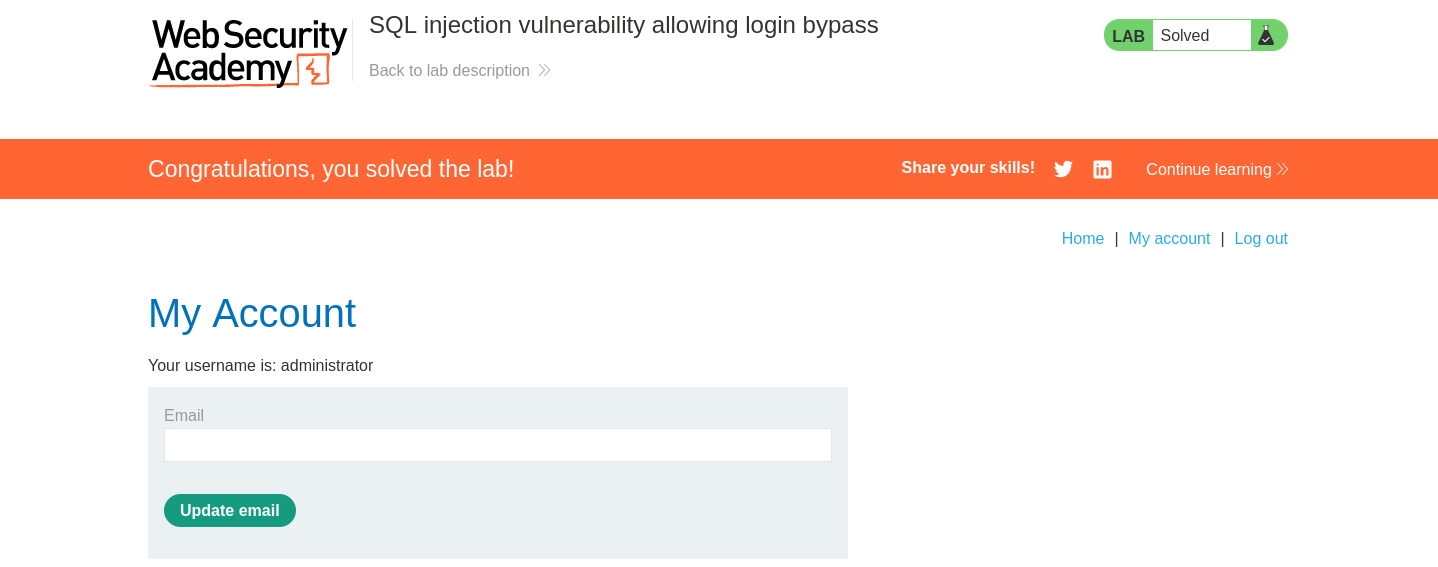 Web Security
Academy
SQL injection vulnerability allowing login bypass
Back to lab description
LAB Solved
Congratulations, you solved the lab!
Share your skills!
Continue learning
Home | My account | Log out
My Account
Your username is: administrator
Email
Update email